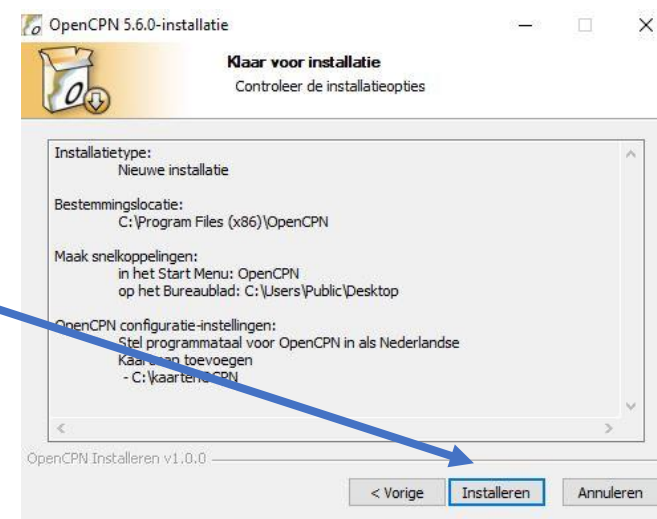 OpenCPN 5.6.0-installatie
Klaar voor installatie
Controleer de installatieopties
Installatietype:
Nieuwe installatie
Bestemmingslocatie:
C:\Program Files (x86)\OpenCPN
Maak snelkoppelingen:
in het Start Menu: OpenCPN
op het Bureaublad: C:\Users\Public\Desktop
OpenCPN configuratie-instellingen:
Stel programmataal voor OpenCPN in als Nederlandse
toevoegen
OpenCPN Installeren v1.0.0
< Vorige
Installeren
Annuleren